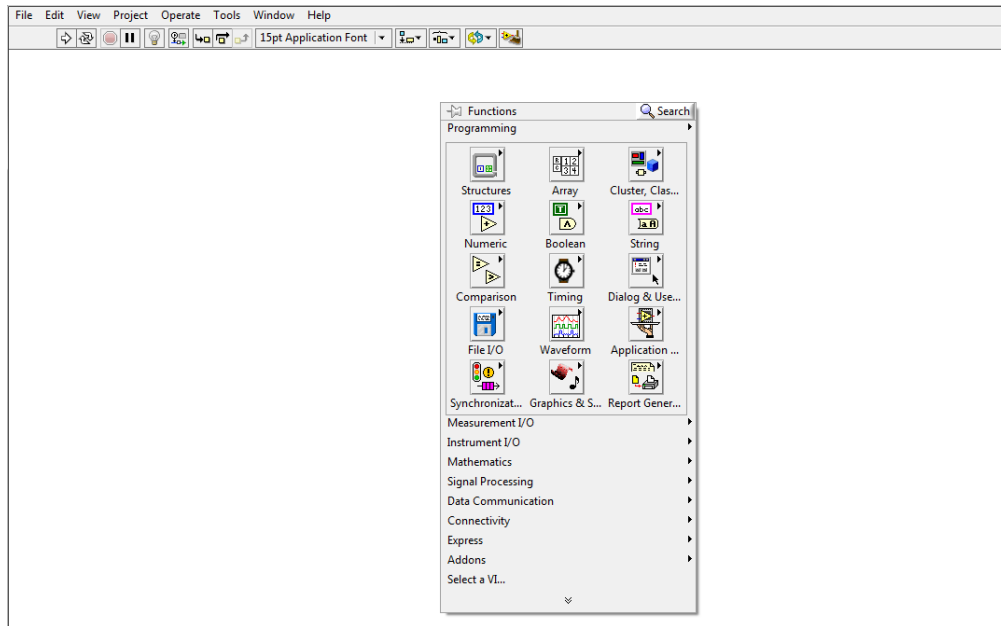 File Edit View Project Operate Tools Window Help
15pt Application Font
Functions Search
Programming
Structures Array Cluster, Clas...
123
abc
Numeric Boolean String
Comparison Timing Dialog & Use...
File I/O Waveform Application ...
Synchronizat... Graphics & S... Report Gener...
Measurement I/O
Instrument I/O
Mathematics
Signal Processing
Data Communication
Connectivity
Express
Addons
Select a VI...